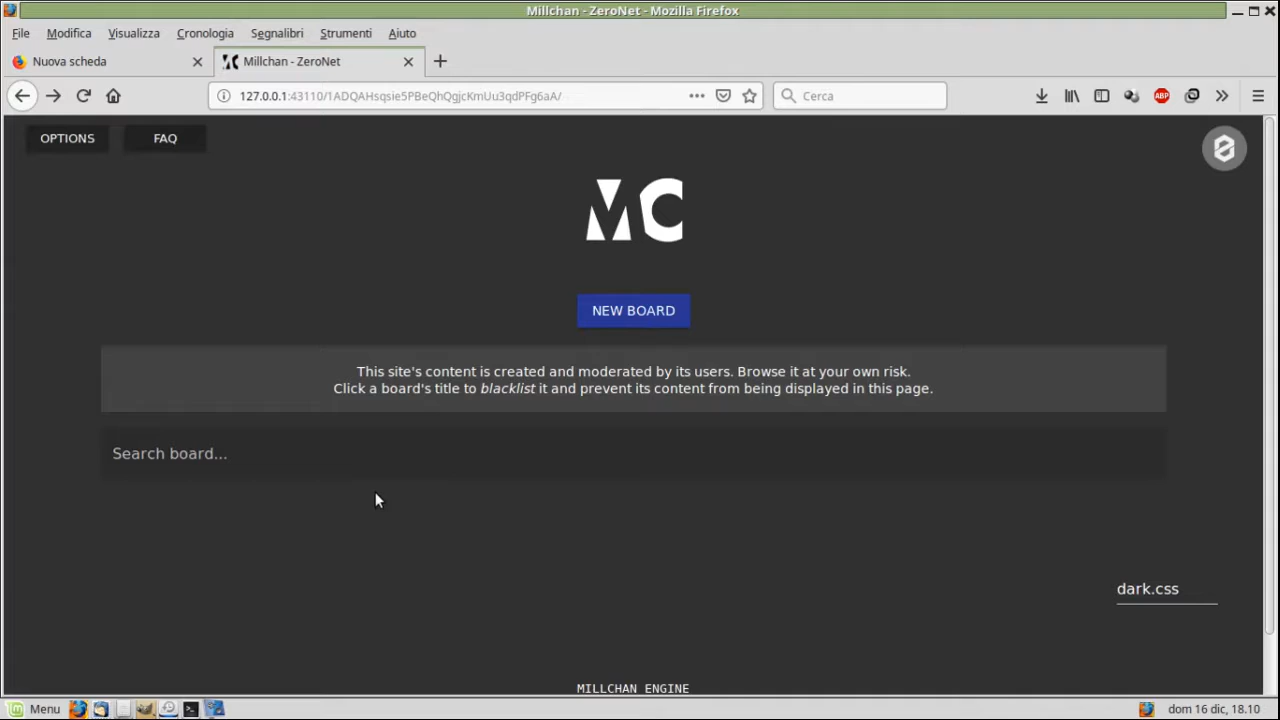 Millchan - ZeroNet - Mozilla Firefox
File Modifica Visualizza Cronologia Segnalibri Strumenti Aiuto
Nuova scheda
Millchan - ZeroNet
127.0.0.1:43110/1ADQAHsqsie5PBeQhQgjcKmUu3qdPFg6aA/
Cerca
ABP
OPTIONS FAQ
MC
NEW BOARD
This site's content is created and moderated by its users. Browse it at your own risk.
Click a board's title to blacklist it and prevent its content from being displayed in this page.
Search board...
dark.css
MILLCHAN ENGINE
Menu
dom 16 dic, 18.10